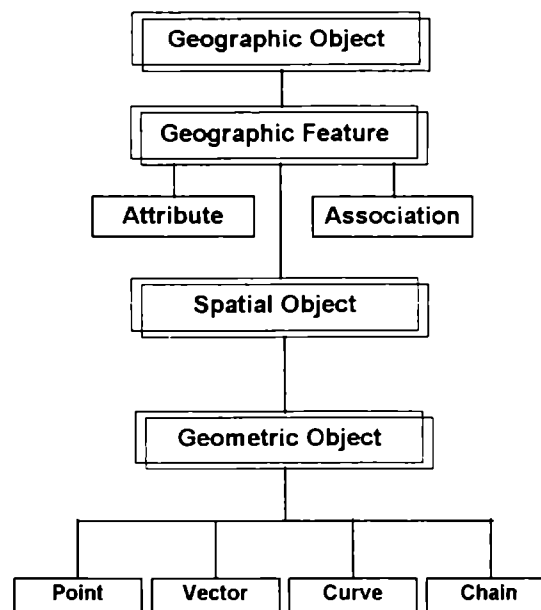 Geographic Object
Geographic Feature
Attribute
Association
Spatial Object
Geometric Object
Point
Vector
Curve
Chain